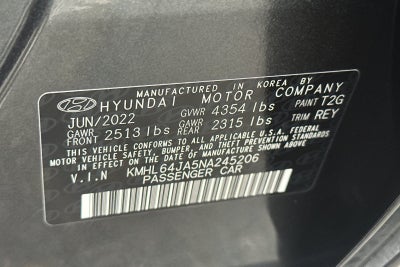 MANUFACTURED IN KOREA BY
HYUNDAI MOTOR COMPANY
JUN/2022 GVWR 4354 lbs PAINT T2G
GAWR FRONT 2513 lbs GAWR REAR 2315 lbs TRIM REY
THIS VEHICLE CONFORMS TO ALL APPLICABLE U.S.A. FEDERAL
MOTOR VEHICLE SAFETY, BUMPER, AND THEFT PREVENTION STANDARDS
IN EFFECT ON THE DATE OF MANUFACTURE SHOWN ABOVE.
V.I.N KMHL64JA5NA245206
PASSENGER CAR